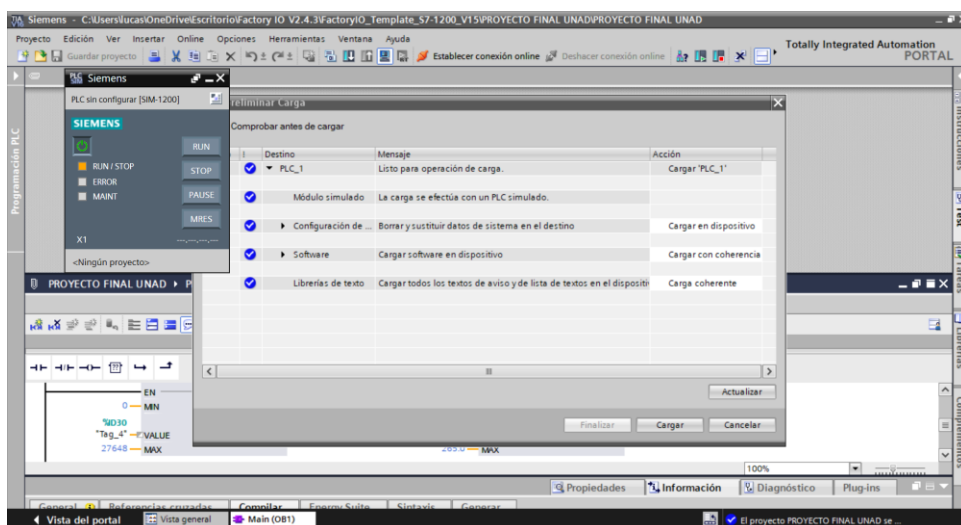 Siemens - C:\Users\lucas\OneDrive\Escritorio\Factory IO V2.4.3\FactoryIO_Template_S7-1200_V15\PROYECTO FINAL UNAD\PROYECTO FINAL UNAD
Proyecto Edición Ver Insertar Online Opciones Herramientas Ventana Ayuda
Totally Integrated Automation
PORTAL
Guardar proyecto
Establecer conexión online
Deshacer conexión online
Siemens
PLC sin configurar [SIM-1200]
SIEMENS
RUN
RUN / STOP
STOP
ERROR
MAINT
PAUSE
MRES
X1
<Ningún proyecto>
Programación PLC
reliminar Carga
Comprobar antes de cargar
! Destino Mensaje Acción
PLC_1 Listo para operación de carga. Cargar 'PLC_1'
Módulo simulado La carga se efectúa con un PLC simulado.
Configuración de ... Borrar y sustituir datos de sistema en el destino Cargar en dispositivo
Software Cargar software en dispositivo Cargar con coherencia
Librerías de texto Cargar todos los textos de aviso y de lista de textos en el dispositi Carga coherente
Actualizar
Finalizar Cargar Cancelar
PROYECTO FINAL UNAD
EN
0 MIN
%ID30
"Tag_4" VALUE
27648 MAX
MAX
100%
Propiedades Información Diagnóstico Plug-ins
General Referencias cruzadas Compilar Energy Suite Sintaxis Generar
Vista del portal Vista general Main (OB1)
El proyecto PROYECTO FINAL UNAD se ...
Instrucciones
Test
Tareas
Librerías
Complementos